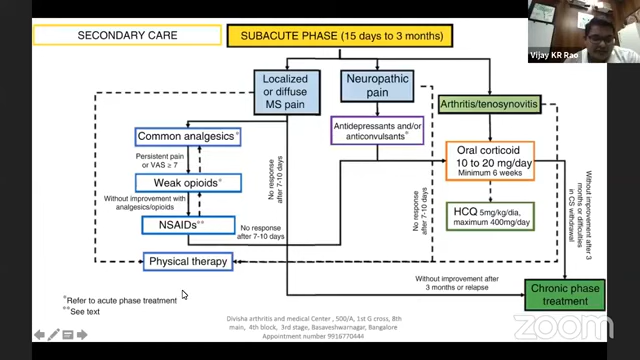 SECONDARY CARE
SUBACUTE PHASE (15 days to 3 months)
Vijay KR Rao
Localized
or diffuse
MS pain
Neuropathic
pain
Arthritis/tenosynovitis
Common analgesics*
Antidepressants and/or
anticonvulsants*
Persistent pain
or VAS ≥ 7
Oral corticoid
10 to 20 mg/day
Minimum 6 weeks
Weak opioids*
Without improvement with
analgesics/opioids
No response
after 7-10 days
No response
after 7-10 days
Without improvement after 3
months or difficulties
in CS withdrawal
HCQ 5mg/kg/dia,
maximum 400mg/day
NSAIDs**
No response
after 7-10 days
Physical therapy
Without improvement after
3 months or relapse
Chronic phase
treatment
*Refer to acute phase treatment
**See text
Divisha arthritis and medical Center , 500/A, 1st G cross, 8th
main, 4th block, 3rd stage, Basaveshwarnagar, Bangalore
Appointment number 9916770444
zoom